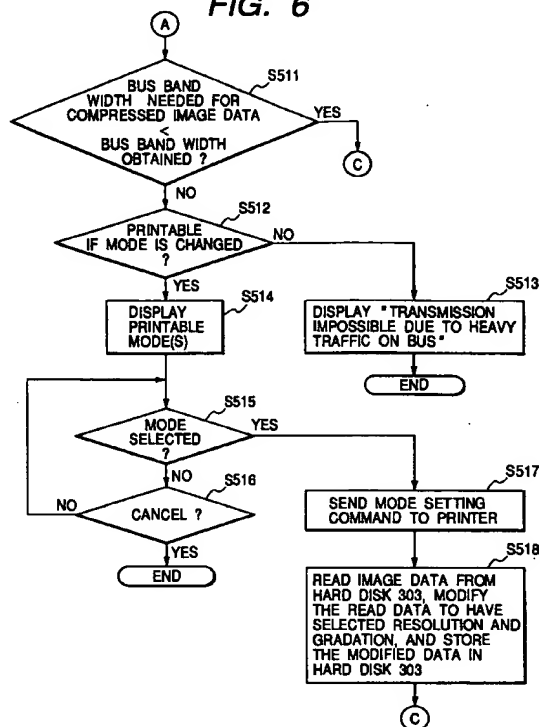 FIG. 6
A
S511
BUS BAND
WIDTH NEEDED FOR
COMPRESSED IMAGE DATA
<
BUS BAND WIDTH
OBTAINED ?
YES
C
NO
S512
PRINTABLE
IF MODE IS CHANGED
?
NO
YES
S514
DISPLAY
PRINTABLE
MODE(S)
S513
DISPLAY "TRANSMISSION
IMPOSSIBLE DUE TO HEAVY
TRAFFIC ON BUS"
END
S515
MODE
SELECTED
?
YES
NO
S516
CANCEL ?
NO
YES
END
S517
SEND MODE SETTING
COMMAND TO PRINTER
S518
READ IMAGE DATA FROM
HARD DISK 303, MODIFY
THE READ DATA TO HAVE
SELECTED RESOLUTION AND
GRADATION, AND STORE
THE MODIFIED DATA IN
HARD DISK 303
C